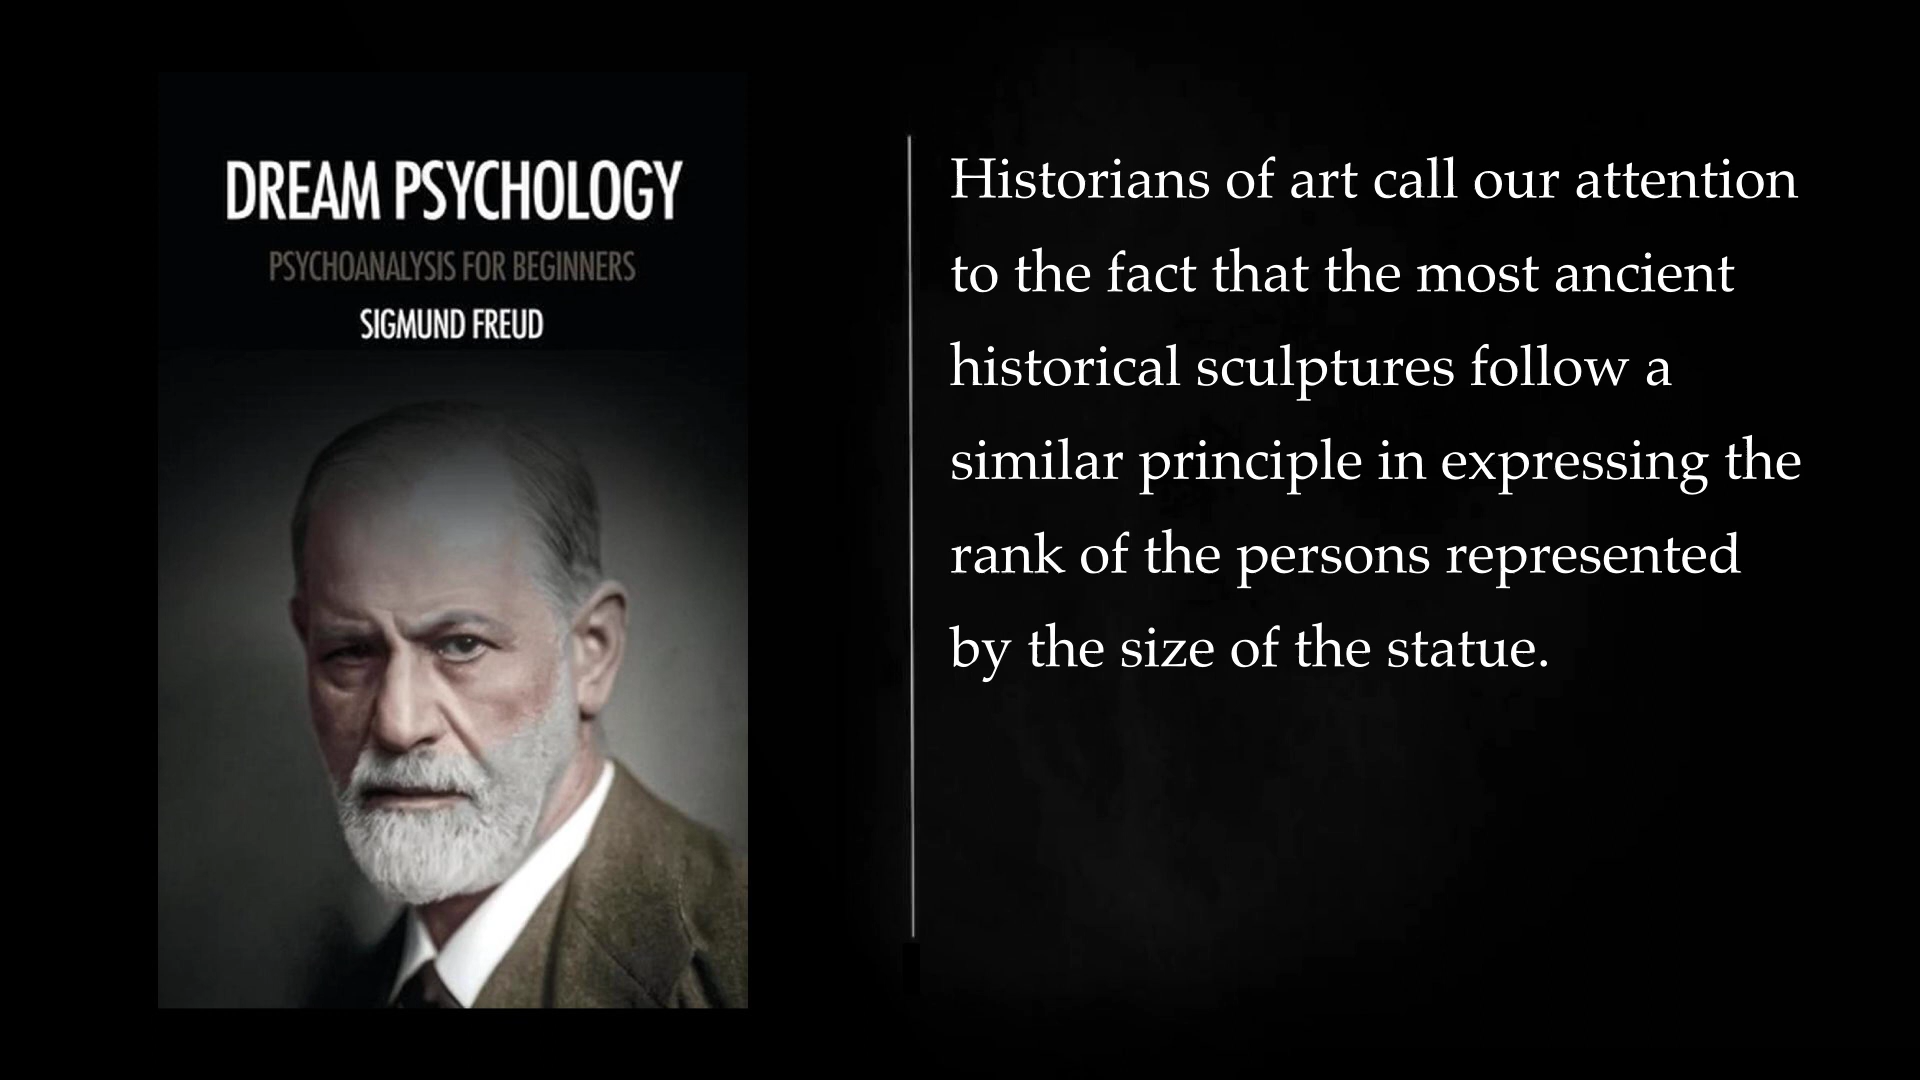 DREAM PSYCHOLOGY
PSYCHOANALYSIS FOR BEGINNERS
SIGMUND FREUD
Historians of art call our attention
to the fact that the most ancient
historical sculptures follow a
similar principle in expressing the
rank of the persons represented
by the size of the statue.